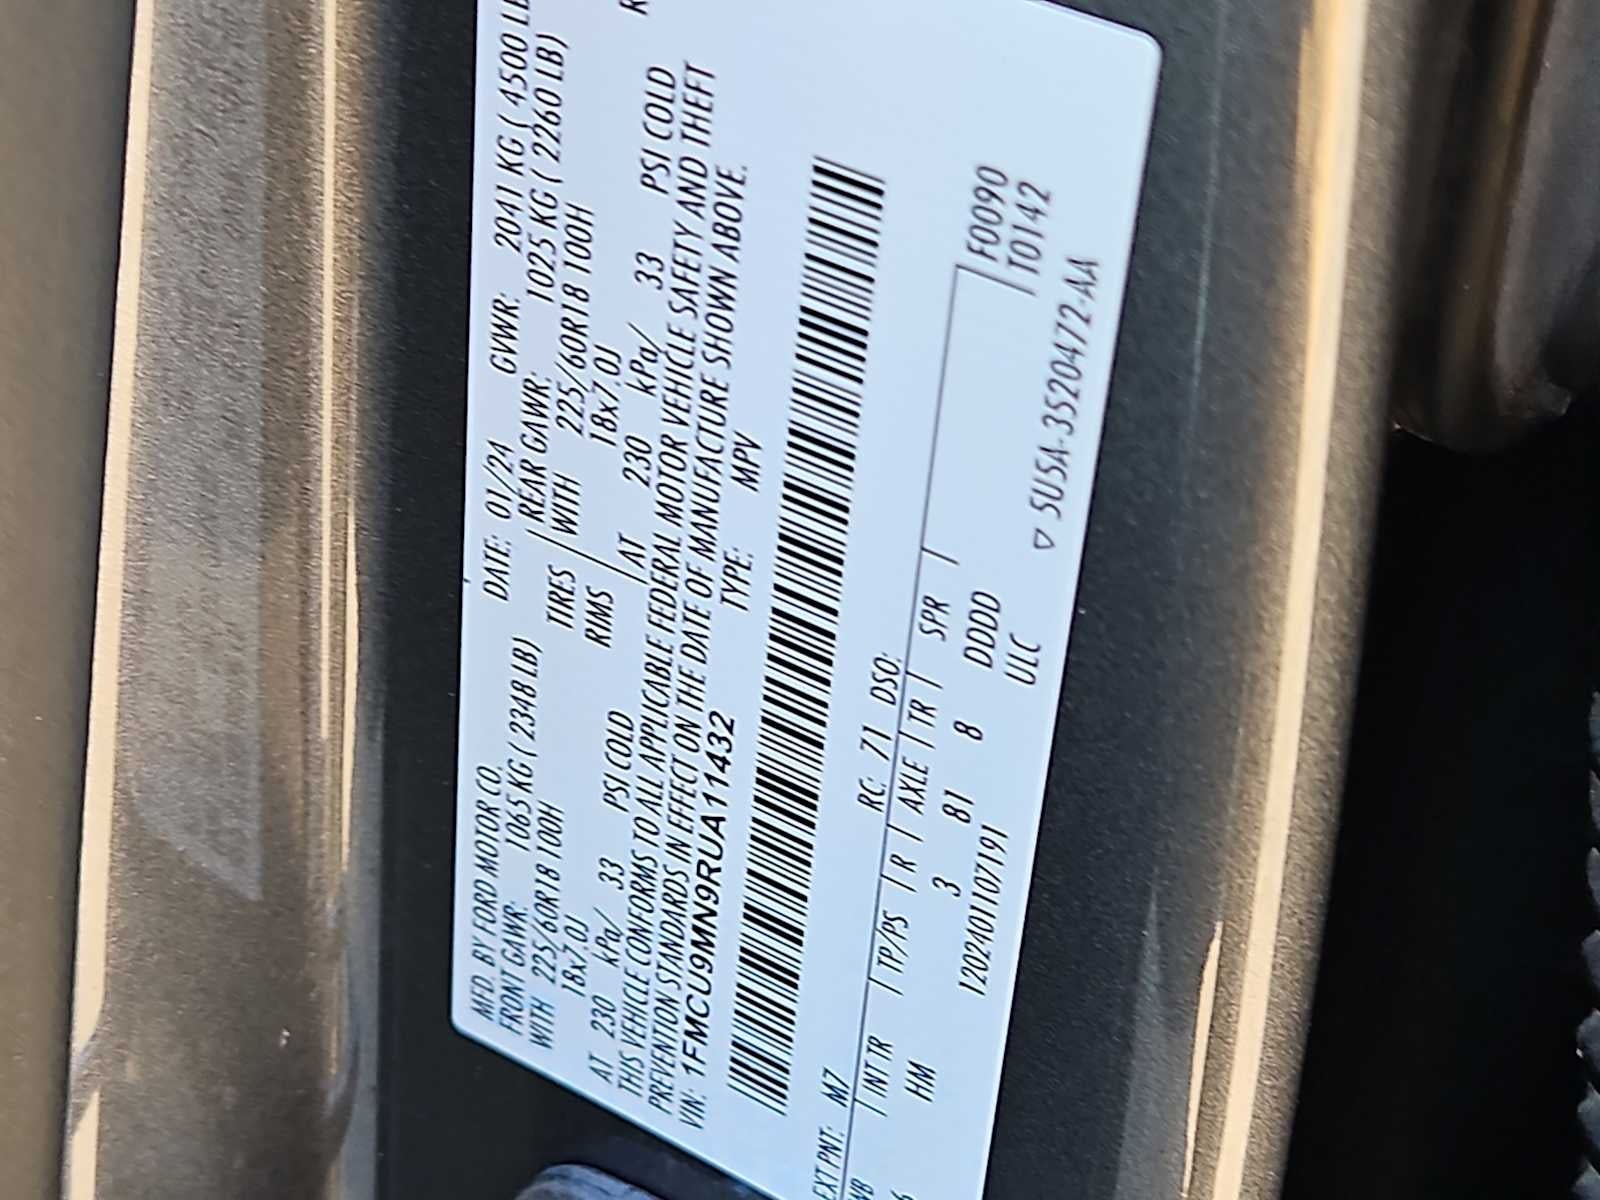 MFD. BY FORD MOTOR CO.
DATE: 01/24 GVWR: 2041 KG ( 4500 LB
FRONT GAWR: 1065 KG ( 2348 LB) REAR GAWR: 1025 KG ( 2260 LB)
WITH 225/60R18 100H TIRES WITH 225/60R18 100H
18x7.0J RIMS 18x7.0J
AT 230 kPa/ 33 PSI COLD AT 230 kPa/ 33 PSI COLD
THIS VEHICLE CONFORMS TO ALL APPLICABLE FEDERAL MOTOR VEHICLE SAFETY AND THEFT
PREVENTION STANDARDS IN EFFECT ON THE DATE OF MANUFACTURE SHOWN ABOVE.
VIN: 1FMCU9MN9RUA11432 TYPE: MPV
EXT PNT: M7 RC: 71 DSO:
WB / INT TR / TP/PS / R / AXLE / TR / SPR /
6 HM 3 81 8 DDDD
F0090
T0142
ULC
1202401107191
▽ 5U5A-3520472-AA